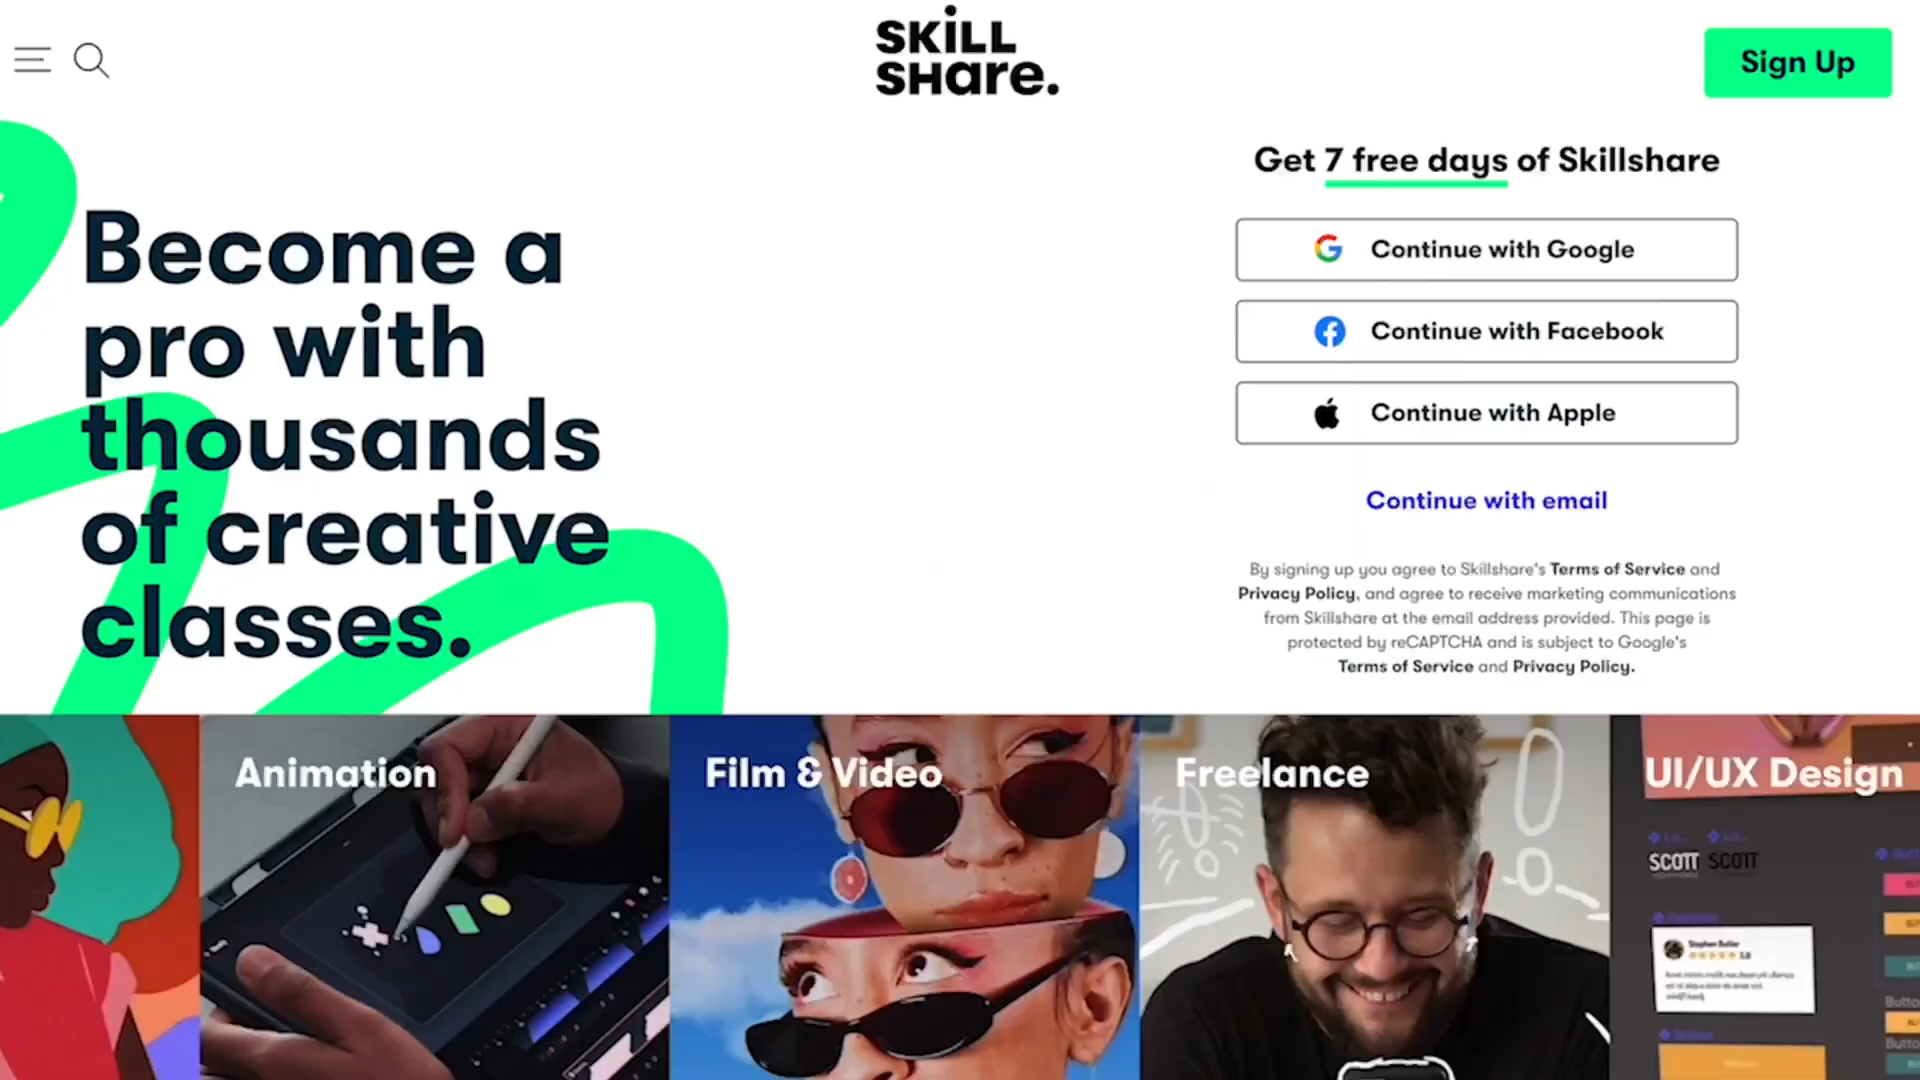 SKiLL
SHare.
Sign Up
Become a
pro with
thousands
of creative
classes.
Get 7 free days of Skillshare
Continue with Google
Continue with Facebook
Continue with Apple
Continue with email
By signing up you agree to Skillshare's Terms of Service and
Privacy Policy, and agree to receive marketing communications
from Skillshare at the email address provided. This page is
protected by reCAPTCHA and is subject to Google's
Terms of Service and Privacy Policy.
Animation
Film & Video
Freelance
UI/UX Design
SCOTT SCOTT
Stephen Butler
Butto
Butto